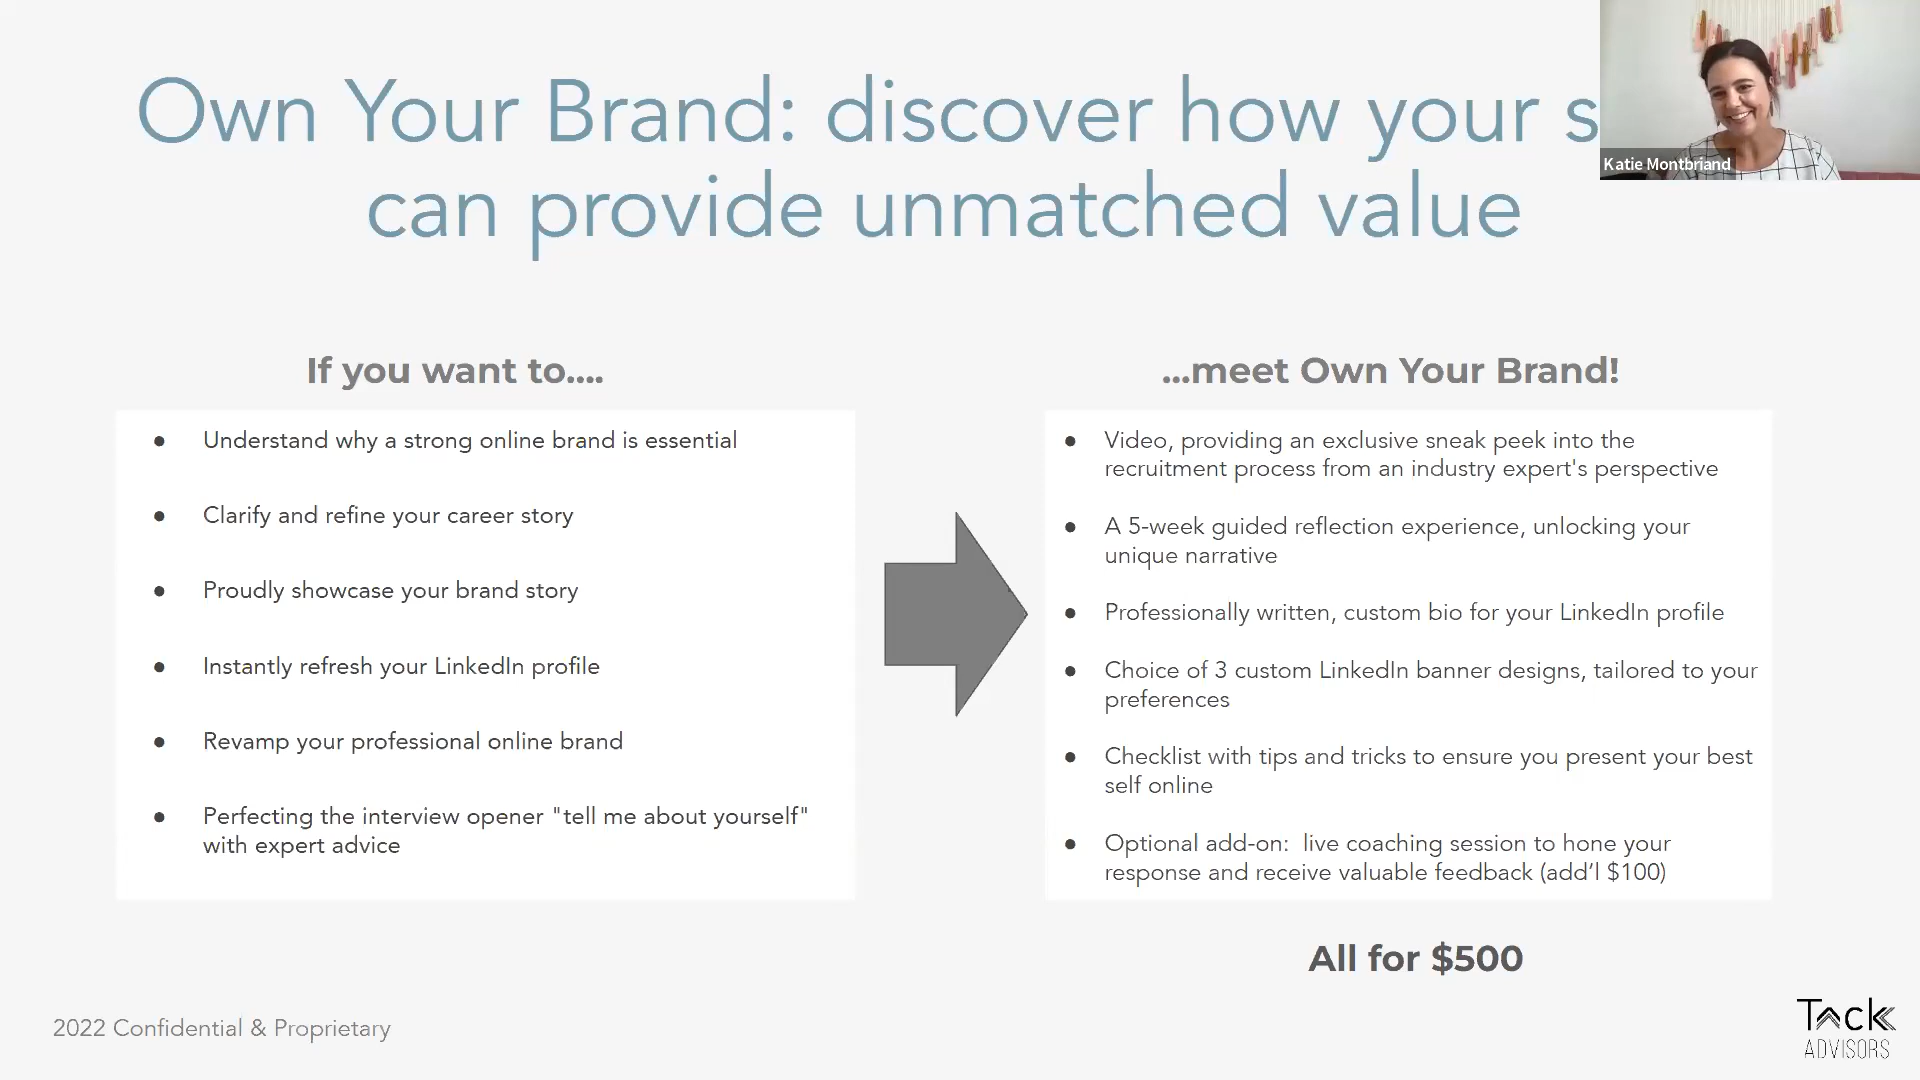 Own Your Brand: discover how your
can provide unmatched value
Katie Montbriand
If you want to....
● Understand why a strong online brand is essential
● Clarify and refine your career story
● Proudly showcase your brand story
● Instantly refresh your LinkedIn profile
● Revamp your professional online brand
● Perfecting the interview opener "tell me about yourself"
with expert advice
...meet Own Your Brand!
● Video, providing an exclusive sneak peek into the
recruitment process from an industry expert's perspective
● A 5-week guided reflection experience, unlocking your
unique narrative
● Professionally written, custom bio for your LinkedIn profile
● Choice of 3 custom LinkedIn banner designs, tailored to your
preferences
● Checklist with tips and tricks to ensure you present your best
self online
● Optional add-on:  live coaching session to hone your
response and receive valuable feedback (add’l $100)
All for $500
2022 Confidential & Proprietary
Tack
ADVISORS